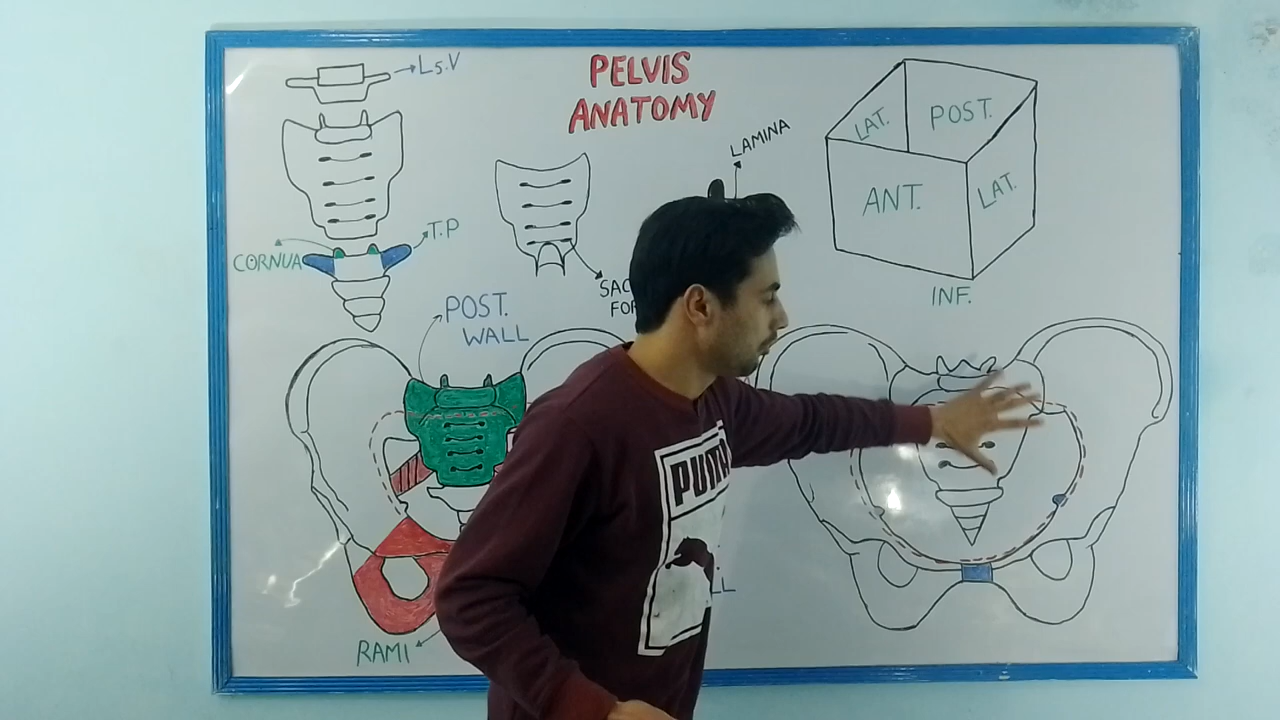 PELVIS
ANATOMY
→L5.V
T.P
CORNUA
LAMINA
LAT.
POST.
ANT.
LAT.
INF.
POST.
WALL
RAMI
PUMA